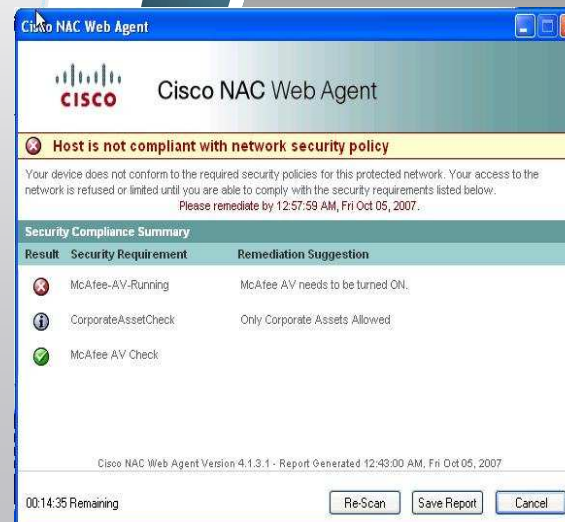 Cisco NAC Web Agent
CISCO
Cisco NAC Web Agent
Host is not compliant with network security policy
Your device does not conform to the required security policies for this protected network. Your access to the
network is refused or limited until you are able to comply with the security requirements listed below.
Please remediate by 12:57:59 AM, Fri Oct 05, 2007.
Security Compliance Summary
Result Security Requirement Remediation Suggestion
McAfee-AV-Running McAfee AV needs to be turned ON.
CorporateAssetCheck Only Corporate Assets Allowed
McAfee AV Check
Cisco NAC Web Agent Version 4.1.3.1 - Report Generated 12:43:00 AM, Fri Oct 05, 2007
00:14:35 Remaining Re-Scan Save Report Cancel